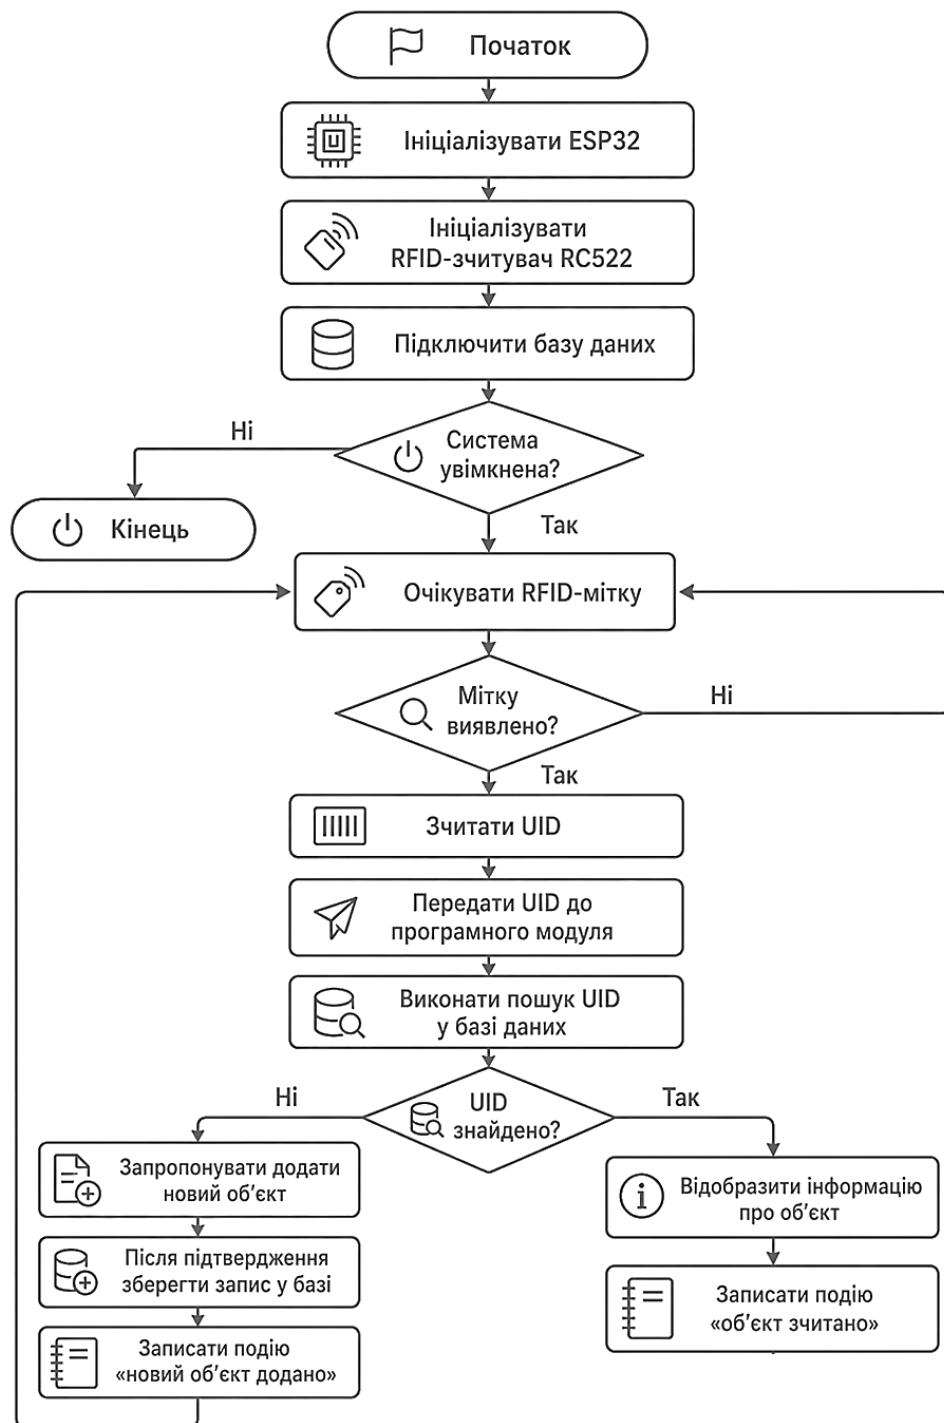 Початок
Ініціалізувати ESP32
Ініціалізувати
RFID-зчитувач RC522
Підключити базу даних
Ні
Система
увімкнена?
Кінець
Так
Очікувати RFID-мітку
Мітку
виявлено?
Ні
Так
Зчитати UID
Передати UID до
програмного модуля
Виконати пошук UID
у базі даних
Ні
UID
знайдено?
Так
Запропонувати додати
новий об’єкт
Після підтвердження
зберегти запис у базі
Записати подію
«новий об’єкт додано»
Відобразити інформацію
про об’єкт
Записати подію
«об’єкт зчитано»